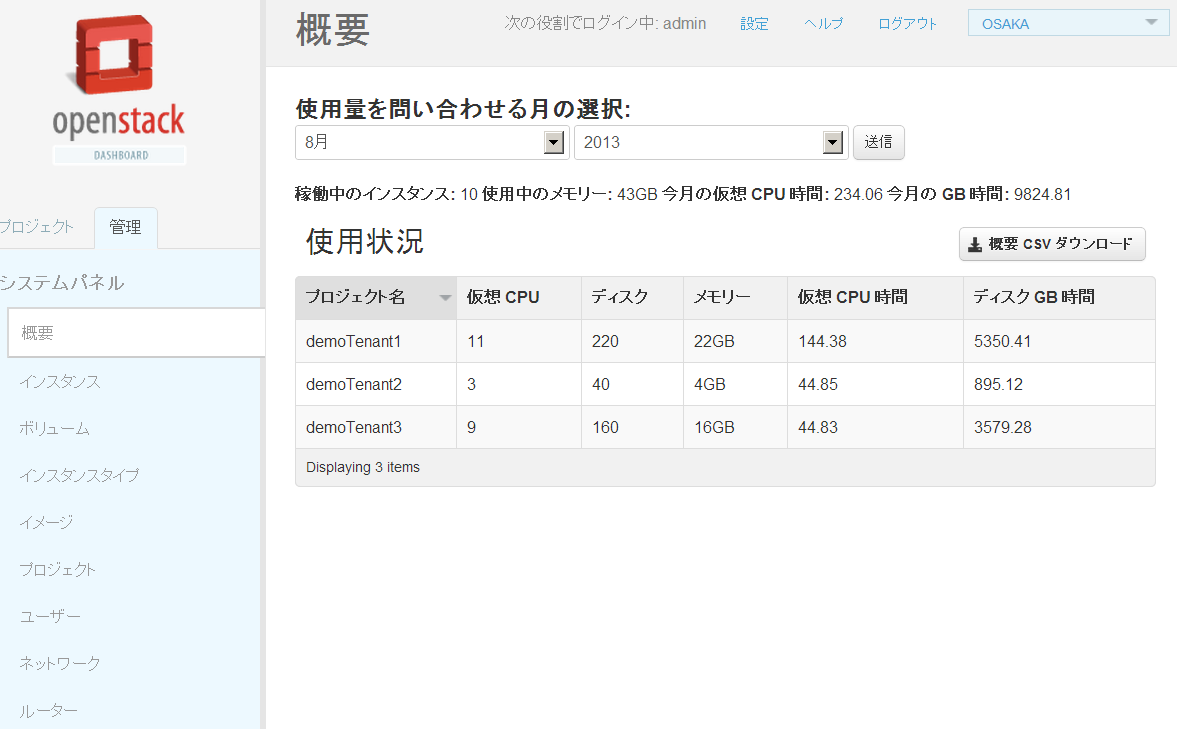 openstack
DASHBOARD
プロジェクト 管理
システムパネル
概要
インスタンス
ボリューム
インスタンスタイプ
イメージ
プロジェクト
ユーザー
ネットワーク
ルーター
概要
次の役割でログイン中: admin 設定 ヘルプ ログアウト OSAKA
使用量を問い合わせる月の選択:
8月 2013 送信
稼働中のインスタンス: 10 使用中のメモリー: 43GB 今月の仮想 CPU 時間: 234.06 今月の GB 時間: 9824.81
使用状況 概要 CSV ダウンロード
プロジェクト名 仮想 CPU ディスク メモリー 仮想 CPU 時間 ディスク GB 時間
demoTenant1 11 220 22GB 144.38 5350.41
demoTenant2 3 40 4GB 44.85 895.12
demoTenant3 9 160 16GB 44.83 3579.28
Displaying 3 items